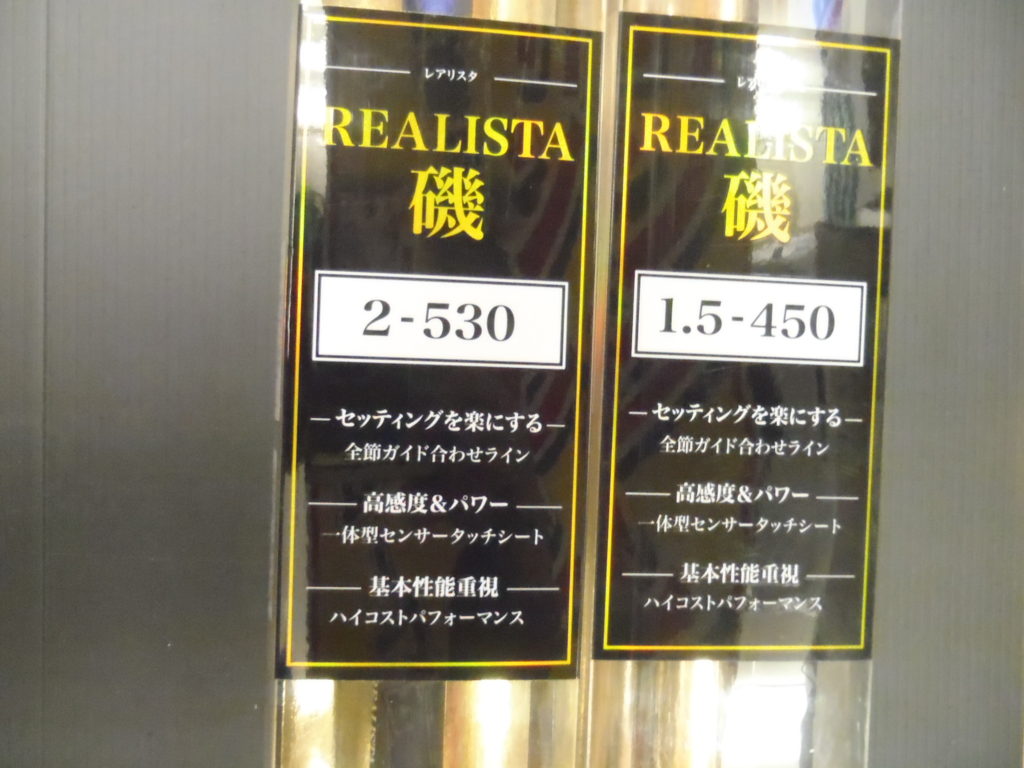 レアリスタ
REALISTA
磯
2-530
セッティングを楽にする
全節ガイド合わせライン
高感度&パワー
一体型センサータッチシート
基本性能重視
ハイコストパフォーマンス
REALISTA
磯
1.5-450
セッティングを楽にする
全節ガイド合わせライン
高感度&パワー
一体型センサータッチシート
基本性能重視
ハイコストパフォーマンス